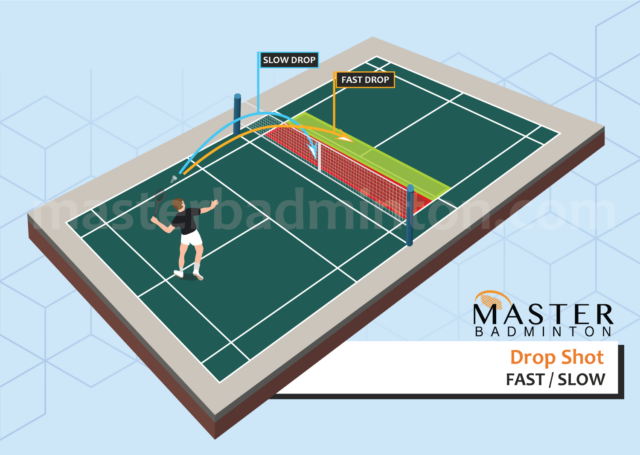 SLOW DROP
FAST DROP
masterbadminton.com
MASTER
BADMINTON
Drop Shot
FAST / SLOW